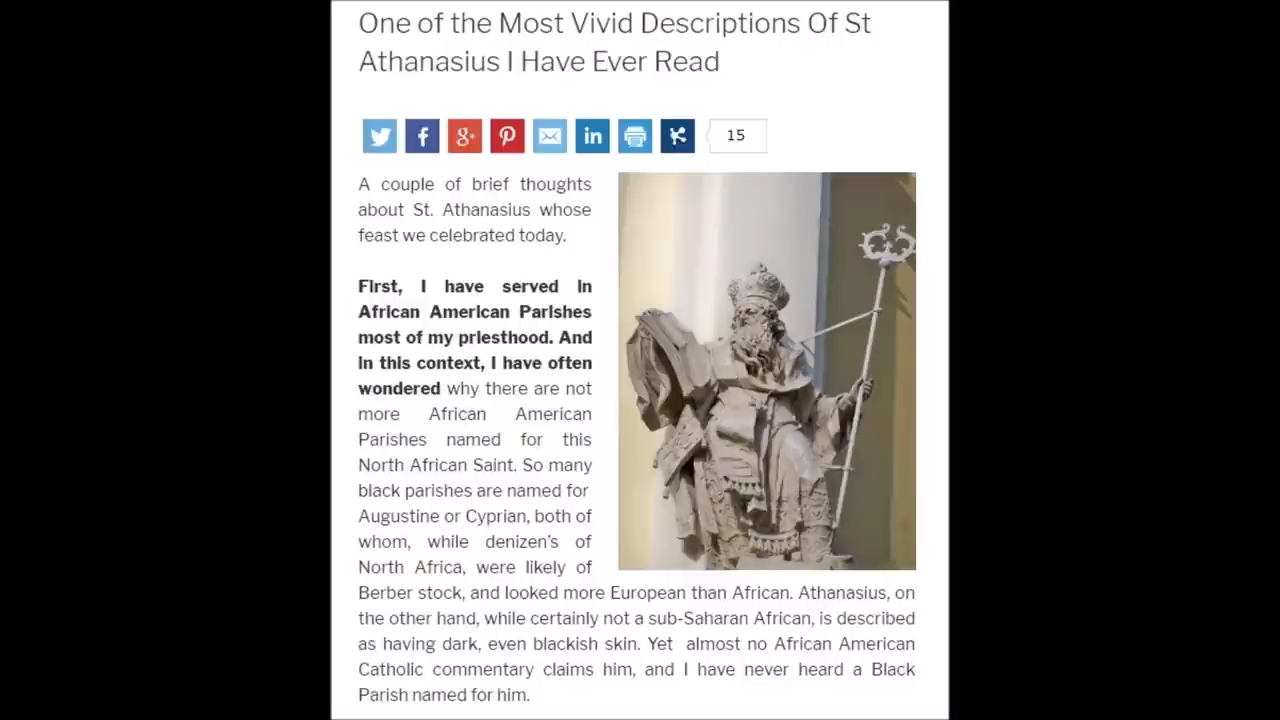 One of the Most Vivid Descriptions Of St
Athanasius I Have Ever Read
15
A couple of brief thoughts
about St. Athanasius whose
feast we celebrated today.
First, I have served in
African American Parishes
most of my priesthood. And
in this context, I have often
wondered why there are not
more African American
Parishes named for this
North African Saint. So many
black parishes are named for
Augustine or Cyprian, both of
whom, while denizen's of
North Africa, were likely of
Berber stock, and looked more European than African. Athanasius, on
the other hand, while certainly not a sub-Saharan African, is described
as having dark, even blackish skin. Yet almost no African American
Catholic commentary claims him, and I have never heard a Black
Parish named for him.